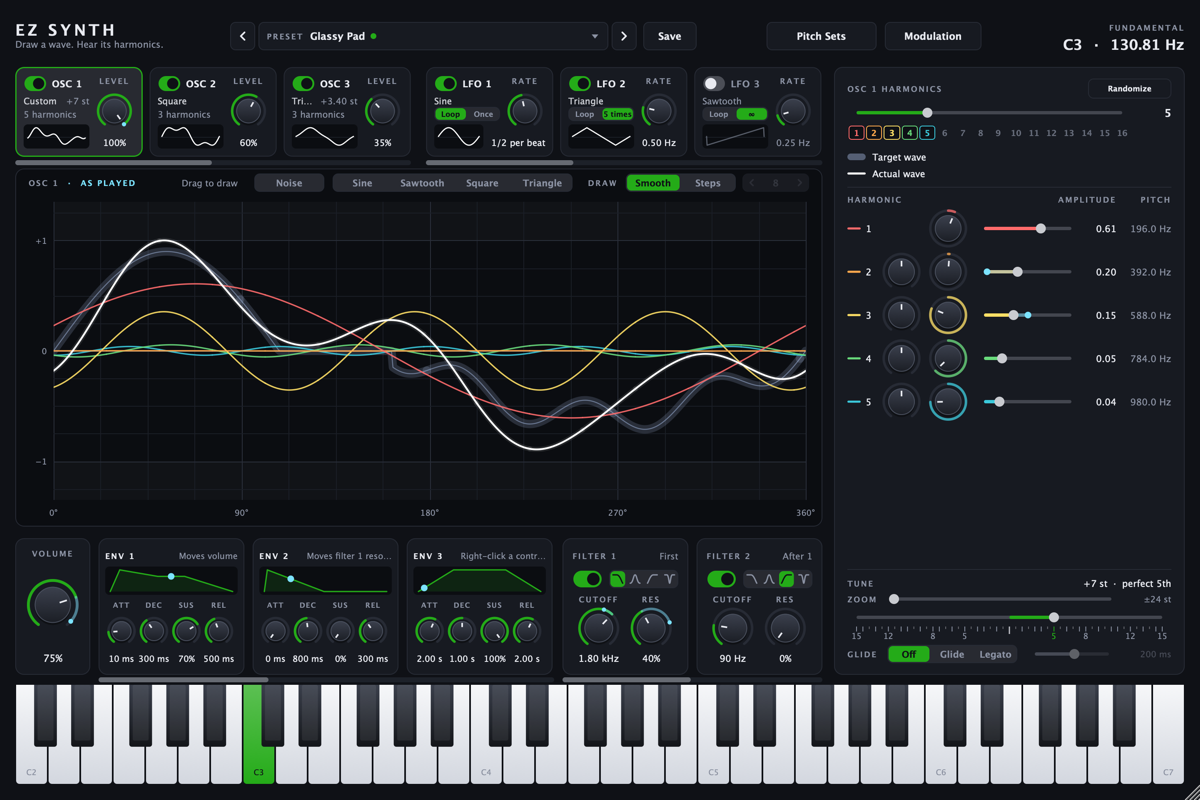 EZ SYNTH
Draw a wave. Hear its harmonics.
PRESET Glassy Pad
Save
Pitch Sets
Modulation
FUNDAMENTAL
C3 · 130.81 Hz
OSC 1 LEVEL
Custom +7 st
5 harmonics
100%
OSC 2 LEVEL
Square
3 harmonics
60%
OSC 3 LEVEL
Tri... +3.40 st
3 harmonics
35%
LFO 1 RATE
Sine
Loop Once
1/2 per beat
LFO 2 RATE
Triangle
Loop 5 times
0.50 Hz
LFO 3 RATE
Sawtooth
Loop ∞
0.25 Hz
OSC 1 · AS PLAYED Drag to draw Noise Sine Sawtooth Square Triangle DRAW Smooth Steps 8
+1
0
−1
0° 90° 180° 270° 360°
OSC 1 HARMONICS Randomize
5
1 2 3 4 5 6 7 8 9 10 11 12 13 14 15 16
Target wave
Actual wave
HARMONIC AMPLITUDE PITCH
1 0.61 196.0 Hz
2 0.20 392.0 Hz
3 0.15 588.0 Hz
4 0.05 784.0 Hz
5 0.04 980.0 Hz
TUNE +7 st · perfect 5th
ZOOM ±24 st
15 12 8 5 5 8 12 15
GLIDE Off Glide Legato 200 ms
VOLUME
75%
ENV 1 Moves volume
ATT DEC SUS REL
10 ms 300 ms 70% 500 ms
ENV 2 Moves filter 1 reso...
ATT DEC SUS REL
0 ms 800 ms 0% 300 ms
ENV 3 Right-click a contr...
ATT DEC SUS REL
2.00 s 1.00 s 100% 2.00 s
FILTER 1 First
CUTOFF RES
1.80 kHz 40%
FILTER 2 After 1
CUTOFF RES
90 Hz 0%
C2 C3 C4 C5 C6 C7